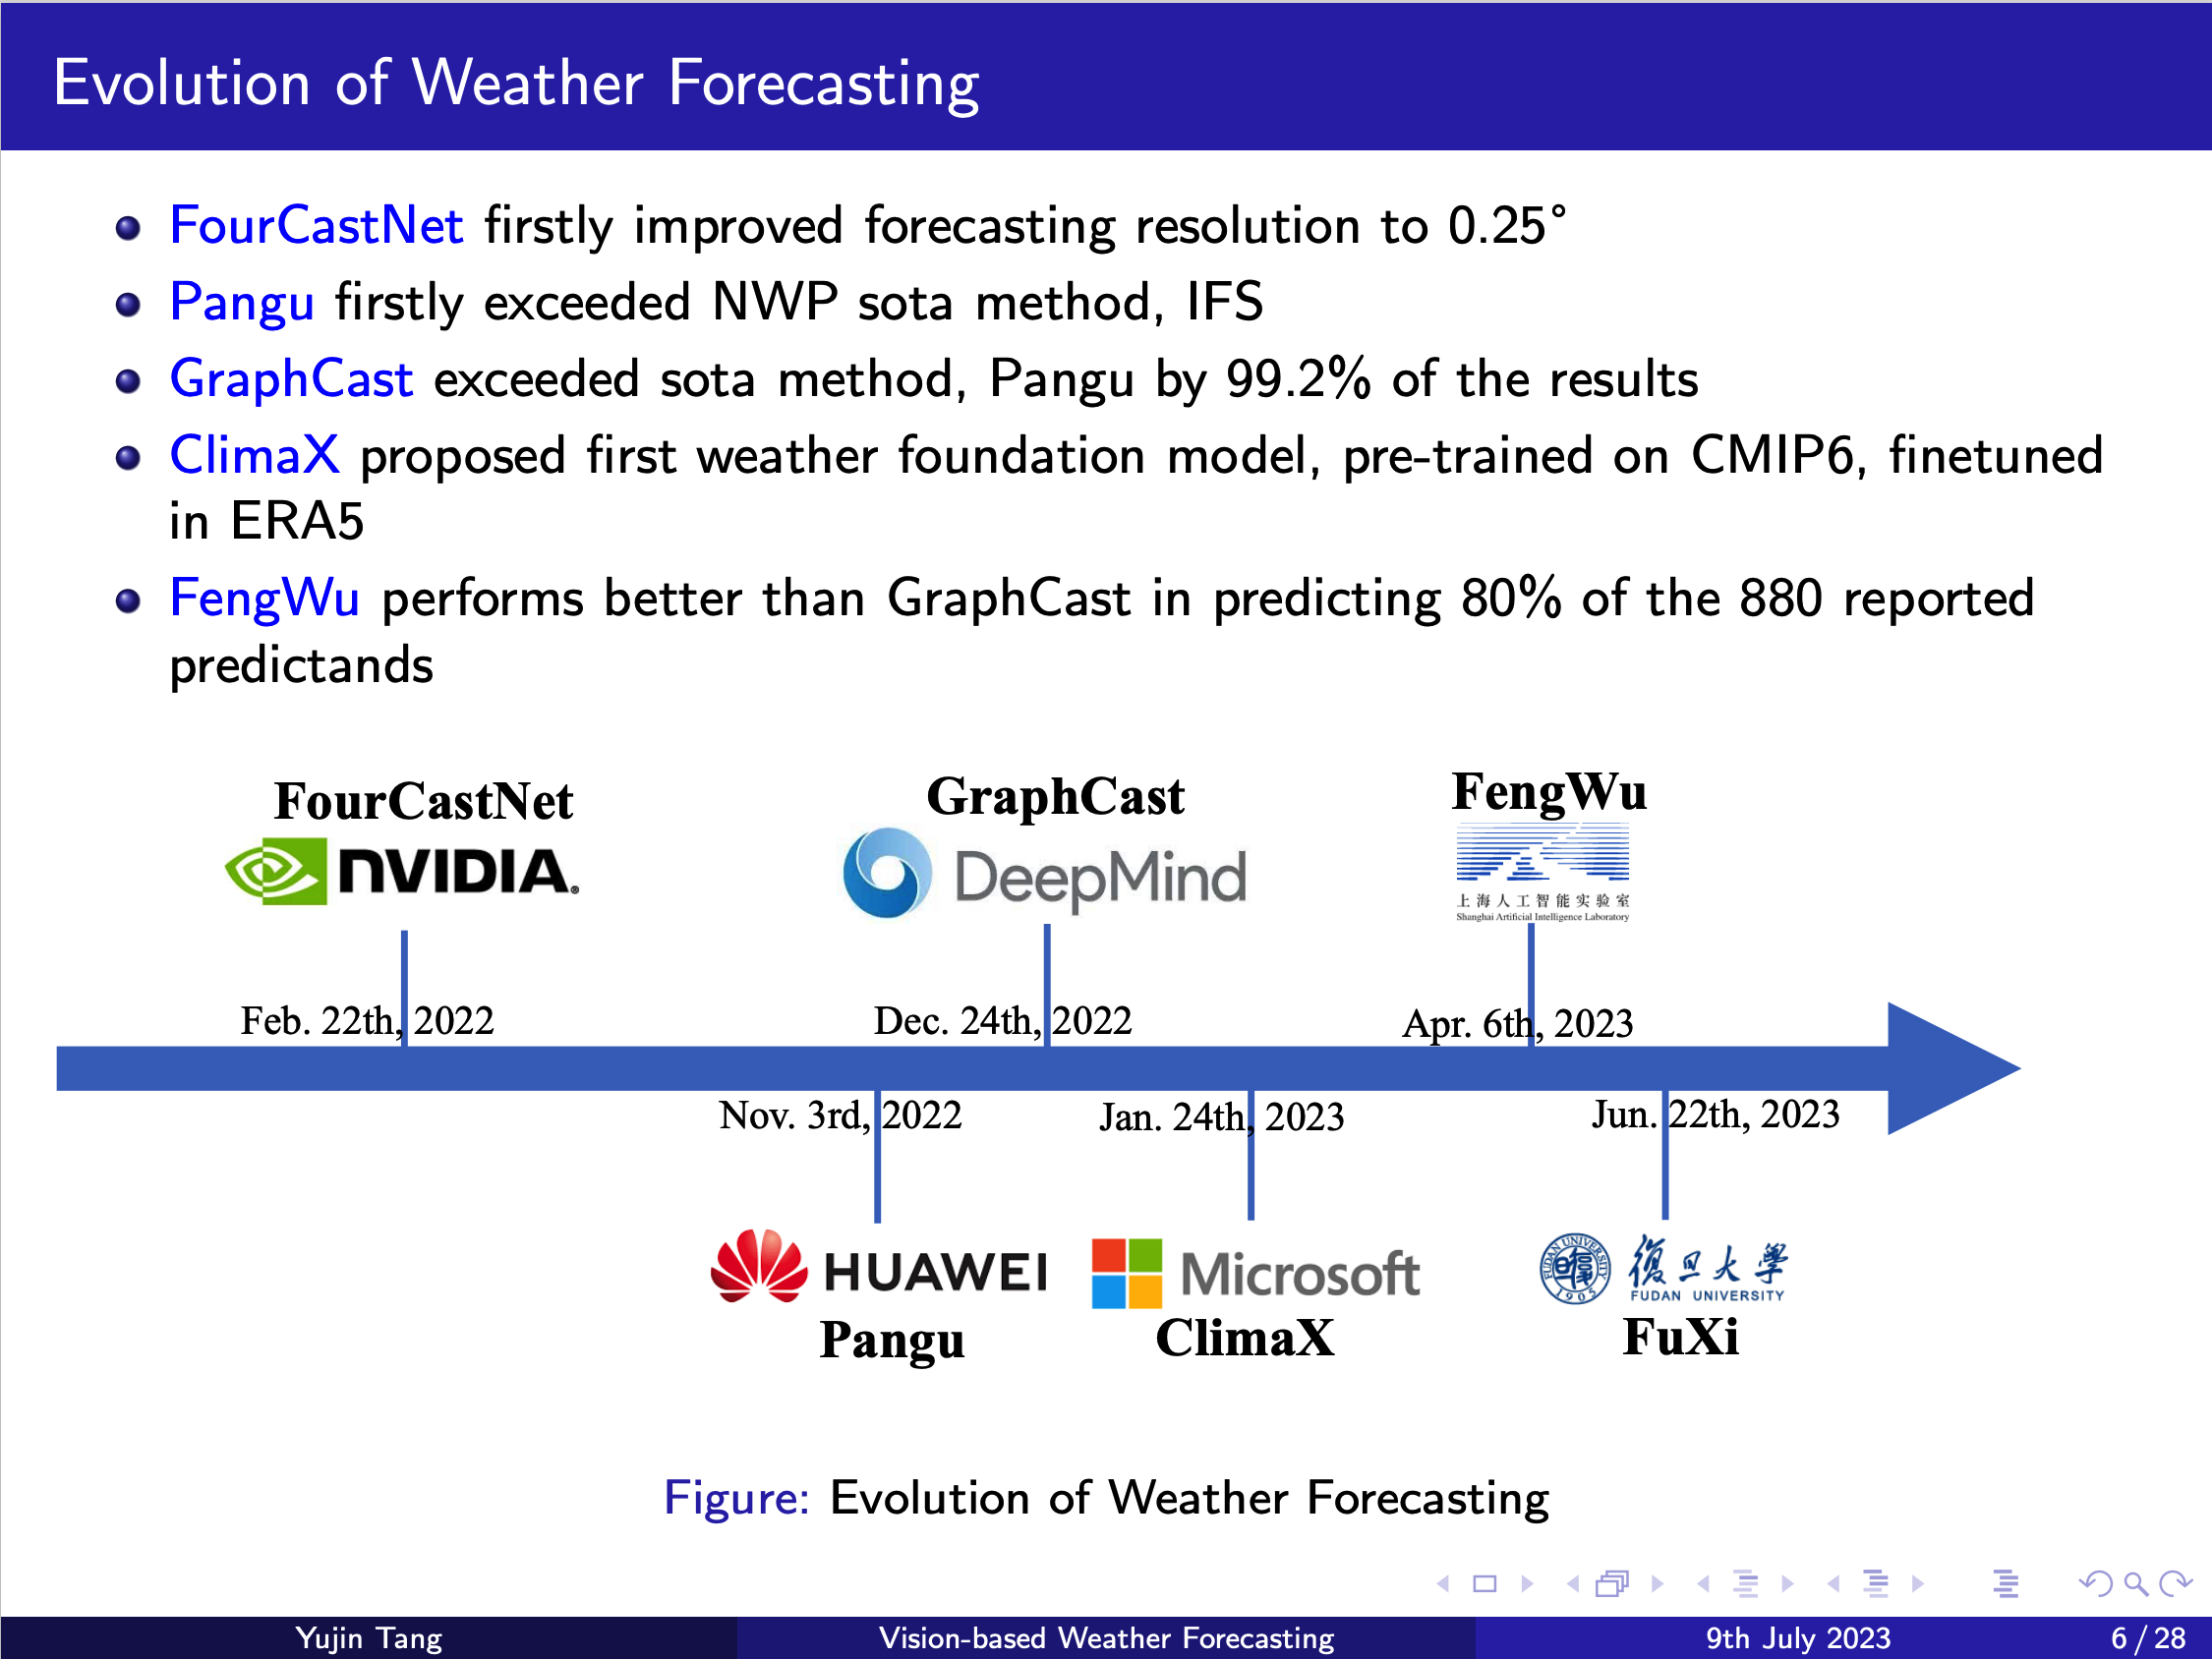 Evolution of Weather Forecasting
FourCastNet firstly improved forecasting resolution to 0.25°
Pangu firstly exceeded NWP sota method, IFS
GraphCast exceeded sota method, Pangu by 99.2% of the results
ClimaX proposed first weather foundation model, pre-trained on CMIP6, finetuned
in ERA5
FengWu performs better than GraphCast in predicting 80% of the 880 reported
predictands
FourCastNet
NVIDIA®
GraphCast
DeepMind
FengWu
上海人工智能实验室
Shanghai Artificial Intelligence Laboratory
Feb. 22th, 2022
Dec. 24th, 2022
Apr. 6th, 2023
Nov. 3rd, 2022
Jan. 24th, 2023
Jun. 22th, 2023
HUAWEI
Pangu
Microsoft
ClimaX
FUDAN UNIVERSITY
1905
復旦大學
FUDAN UNIVERSITY
FuXi
Figure: Evolution of Weather Forecasting
Yujin Tang
Vision-based Weather Forecasting
9th July 2023
6 / 28